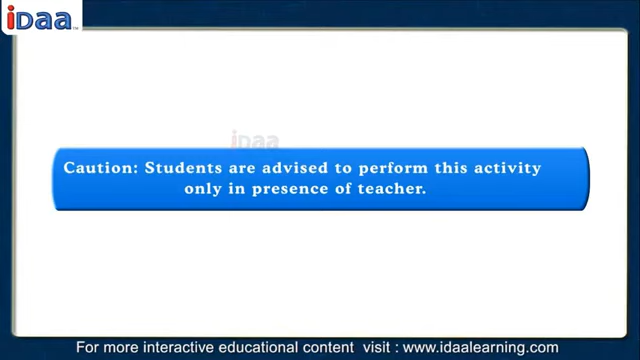 iDaa
iDaa
Caution: Students are advised to perform this activity
only in presence of teacher.
For more interactive educational content visit : www.idaalearning.com